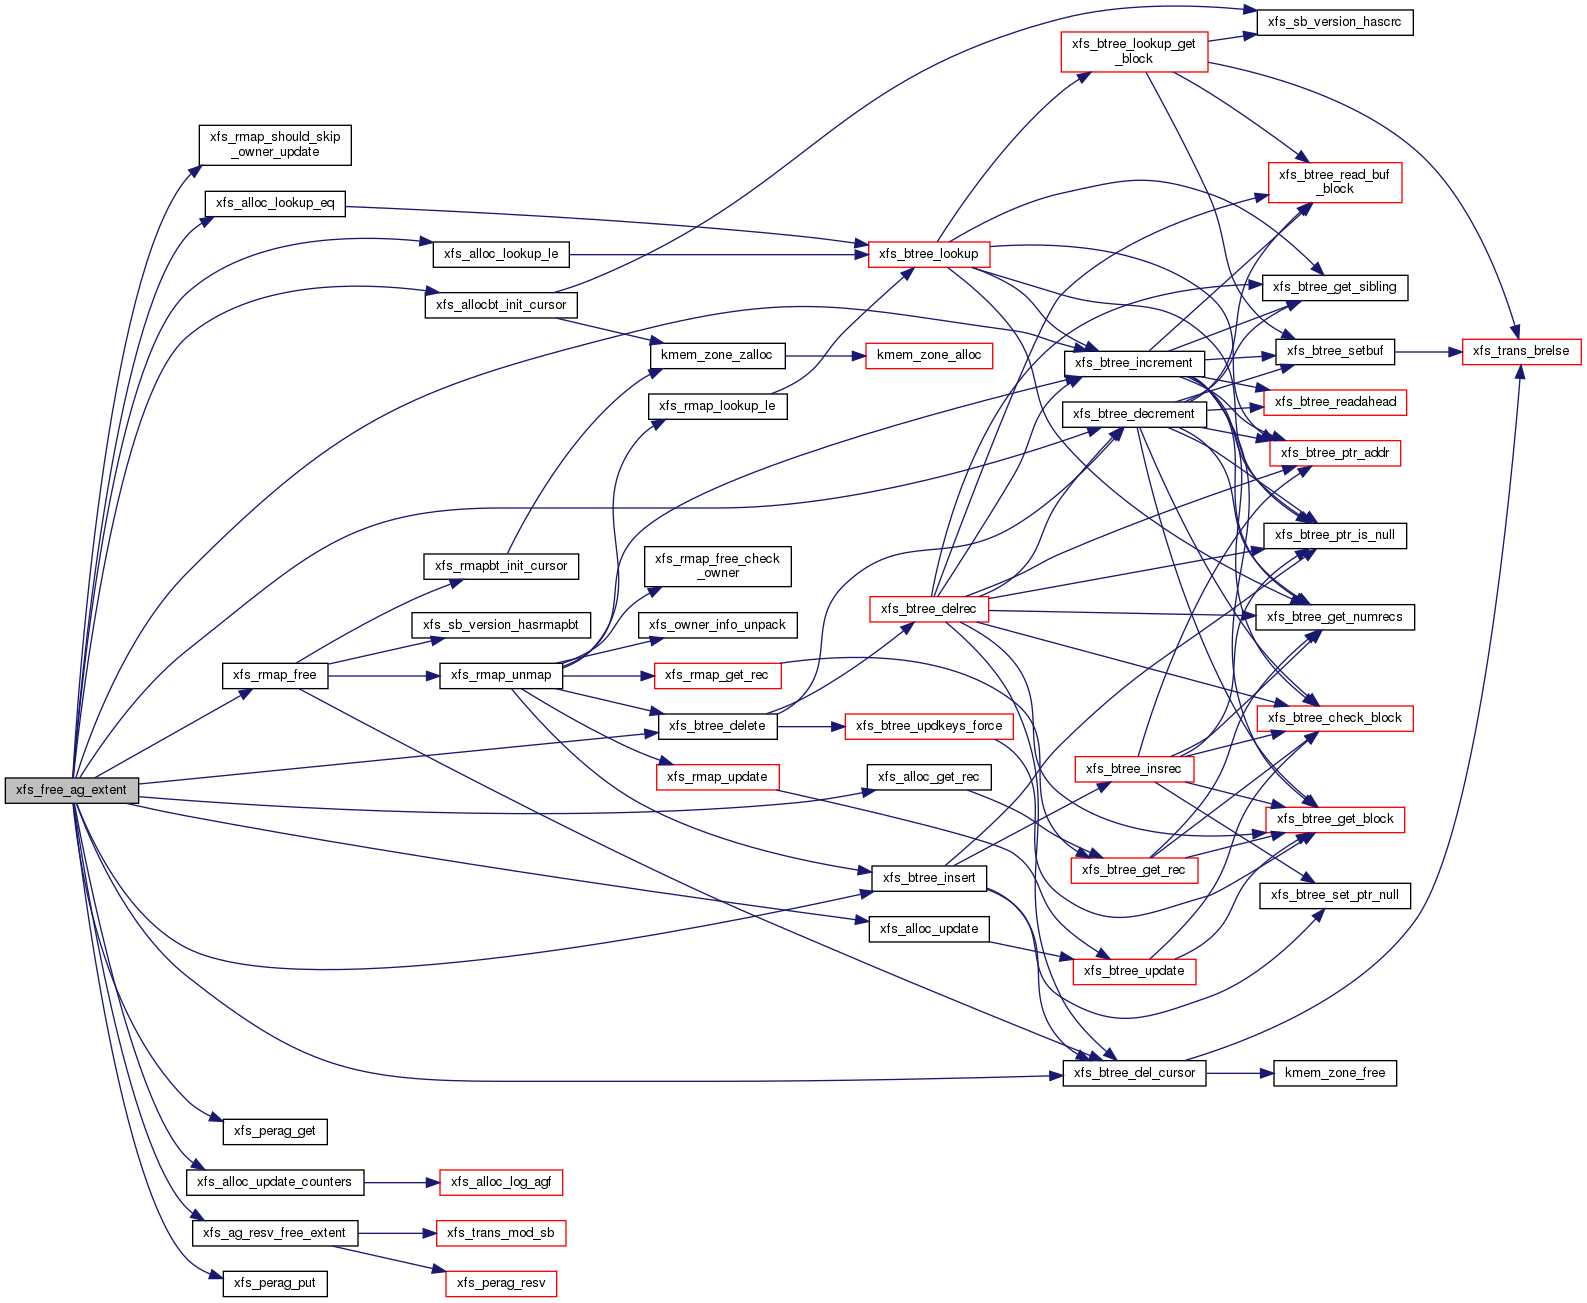 xfs_sb_version_hascrc
xfs_btree_lookup_get
_block
xfs_rmap_should_skip
_owner_update
xfs_btree_read_buf
_block
xfs_alloc_lookup_eq
xfs_alloc_lookup_le
xfs_btree_lookup
xfs_btree_get_sibling
xfs_allocbt_init_cursor
kmem_zone_zalloc
kmem_zone_alloc
xfs_btree_increment
xfs_btree_setbuf
xfs_trans_brelse
xfs_rmap_lookup_le
xfs_btree_decrement
xfs_btree_readahead
xfs_btree_ptr_addr
xfs_btree_ptr_is_null
xfs_rmapbt_init_cursor
xfs_rmap_free_check
_owner
xfs_btree_delrec
xfs_btree_get_numrecs
xfs_sb_version_hasrmapbt
xfs_owner_info_unpack
xfs_rmap_free
xfs_rmap_unmap
xfs_rmap_get_rec
xfs_btree_delete
xfs_btree_updkeys_force
xfs_btree_check_block
xfs_rmap_update
xfs_alloc_get_rec
xfs_btree_insrec
xfs_free_ag_extent
xfs_btree_get_block
xfs_btree_insert
xfs_btree_get_rec
xfs_btree_set_ptr_null
xfs_alloc_update
xfs_btree_update
xfs_btree_del_cursor
kmem_zone_free
xfs_perag_get
xfs_alloc_update_counters
xfs_alloc_log_agf
xfs_ag_resv_free_extent
xfs_trans_mod_sb
xfs_perag_put
xfs_perag_resv